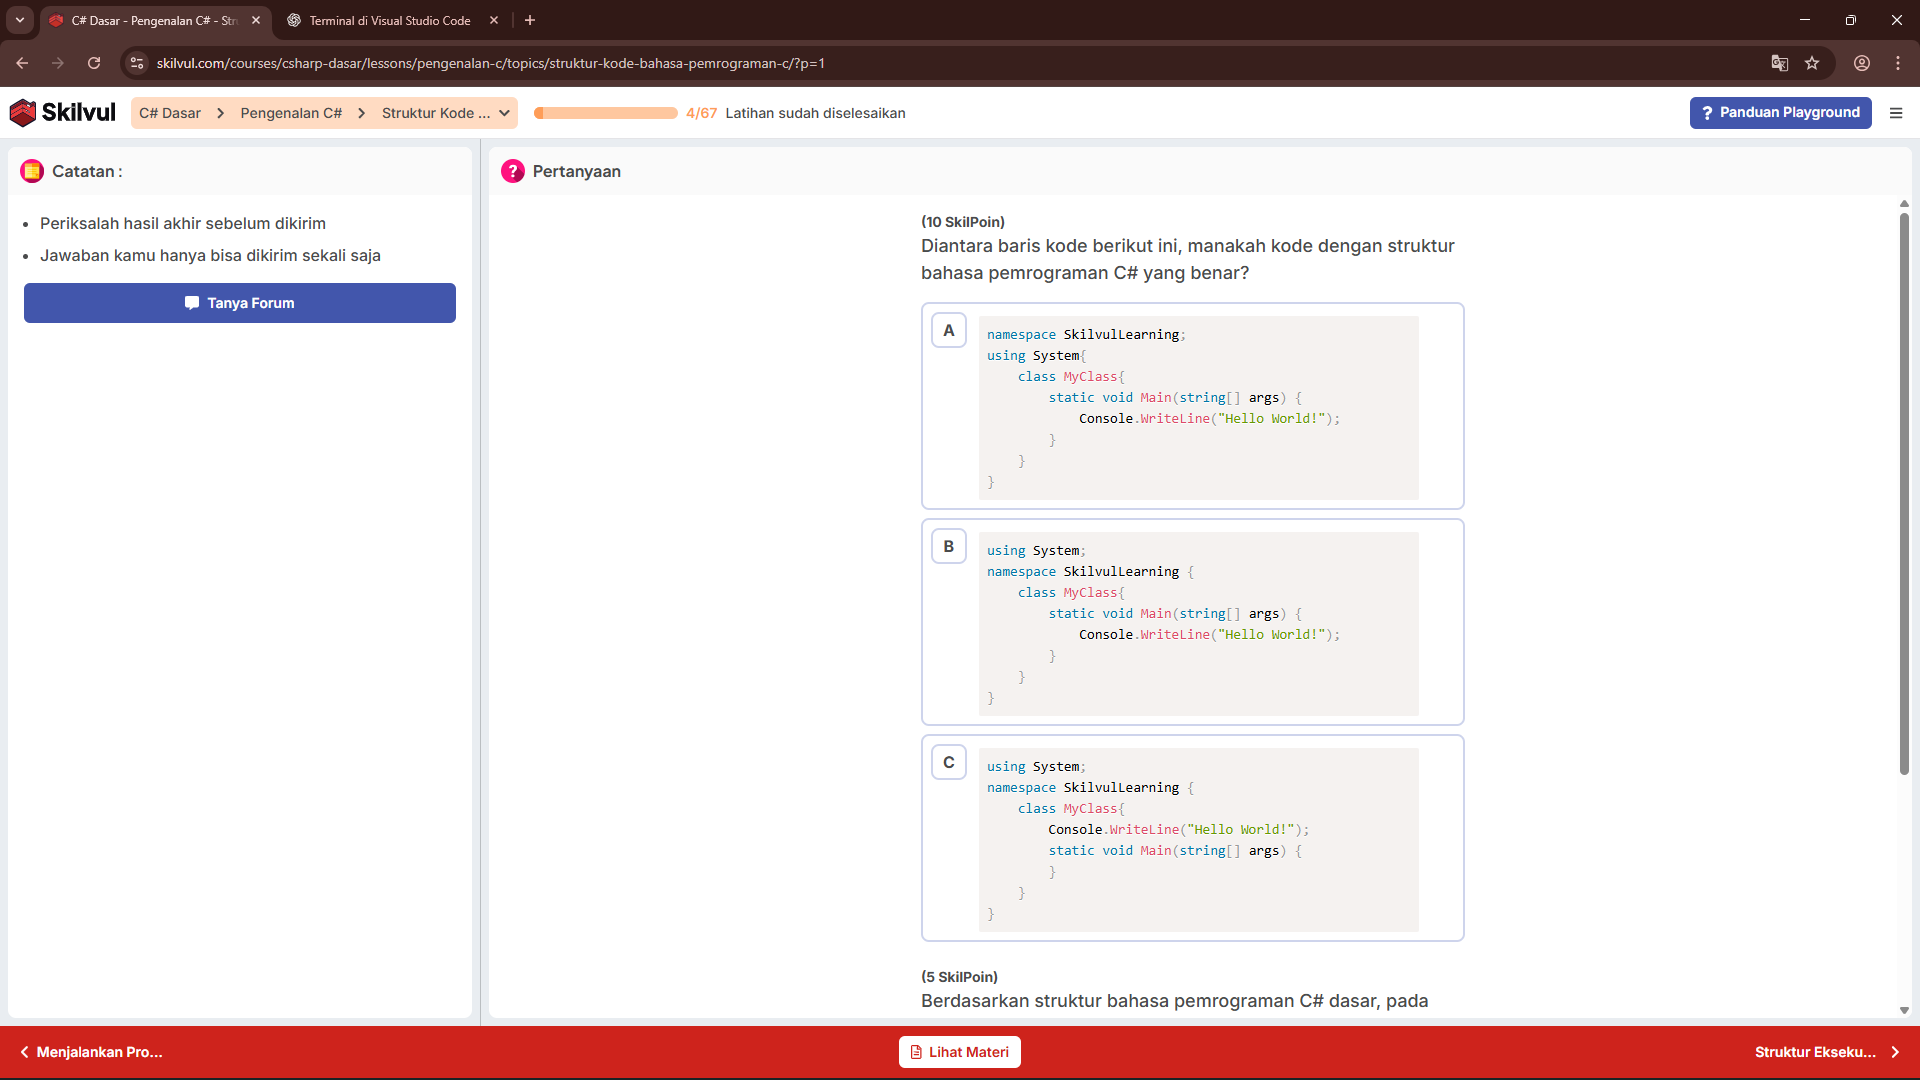 C# Dasar - Pengenalan C# - Str
Terminal di Visual Studio Code
skilvul.com/courses/csharp-dasar/lessons/pengenalan-c/topics/struktur-kode-bahasa-pemrograman-c/?p=1
Skilvul
C# Dasar
Pengenalan C#
Struktur Kode ...
4/67 Latihan sudah diselesaikan
? Panduan Playground
Catatan :
• Periksalah hasil akhir sebelum dikirim
• Jawaban kamu hanya bisa dikirim sekali saja
Tanya Forum
? Pertanyaan
(10 SkilPoin)
Diantara baris kode berikut ini, manakah kode dengan struktur
bahasa pemrograman C# yang benar?
A
namespace SkilvulLearning;
using System{
    class MyClass{
        static void Main(string[] args) {
            Console.WriteLine("Hello World!");
        }
    }
}
B
using System;
namespace SkilvulLearning {
    class MyClass{
        static void Main(string[] args) {
            Console.WriteLine("Hello World!");
        }
    }
}
C
using System;
namespace SkilvulLearning {
    class MyClass{
        Console.WriteLine("Hello World!");
        static void Main(string[] args) {
        }
    }
}
(5 SkilPoin)
Berdasarkan struktur bahasa pemrograman C# dasar, pada
Menjalankan Pro...
Lihat Materi
Struktur Ekseku...